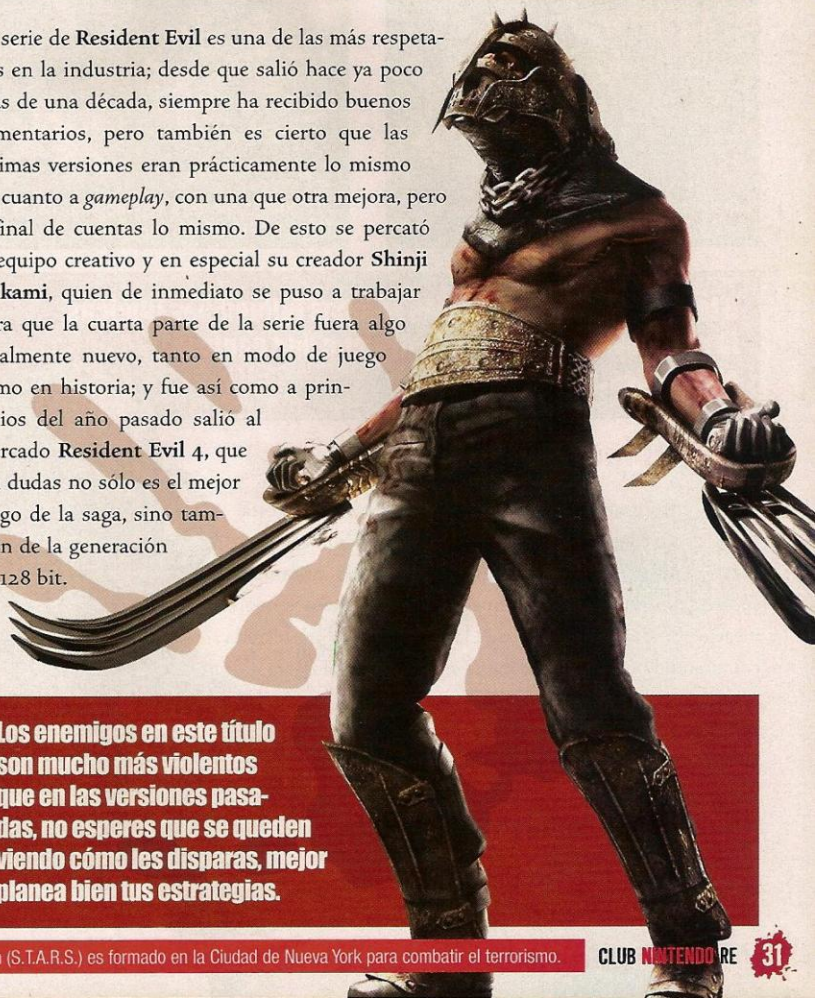 serie de Resident Evil es una de las más respeta-
s en la industria; desde que salió hace ya poco
s de una década, siempre ha recibido buenos
mentarios, pero también es cierto que las
imas versiones eran prácticamente lo mismo
cuanto a gameplay, con una que otra mejora, pero
final de cuentas lo mismo. De esto se percató
equipo creativo y en especial su creador Shinji
kami, quien de inmediato se puso a trabajar
ra que la cuarta parte de la serie fuera algo
almente nuevo, tanto en modo de juego
mo en historia; y fue así como a prin-
ios del año pasado salió al
rcado Resident Evil 4, que
dudas no sólo es el mejor
go de la saga, sino tam-
n de la generación
128 bit.
Los enemigos en este título
son mucho más violentos
que en las versiones pasa-
das, no esperes que se queden
viendo cómo les disparas, mejor
planea bien tus estrategias.
(S.T.A.R.S.) es formado en la Ciudad de Nueva York para combatir el terrorismo.
CLUB NINTENDO RE 31